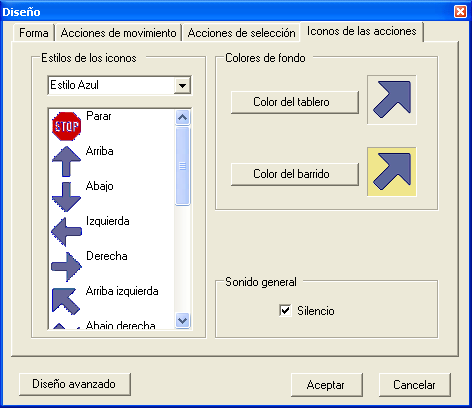 Diseño
Forma
Acciones de movimiento
Acciones de selección
Iconos de las acciones
Estilos de los iconos
Estilo Azul
STOP
Parar
Arriba
Abajo
Izquierda
Derecha
Arriba izquierda
Abajo derecha
Colores de fondo
Color del tablero
Color del barrido
Sonido general
Silencio
Diseño avanzado
Aceptar
Cancelar